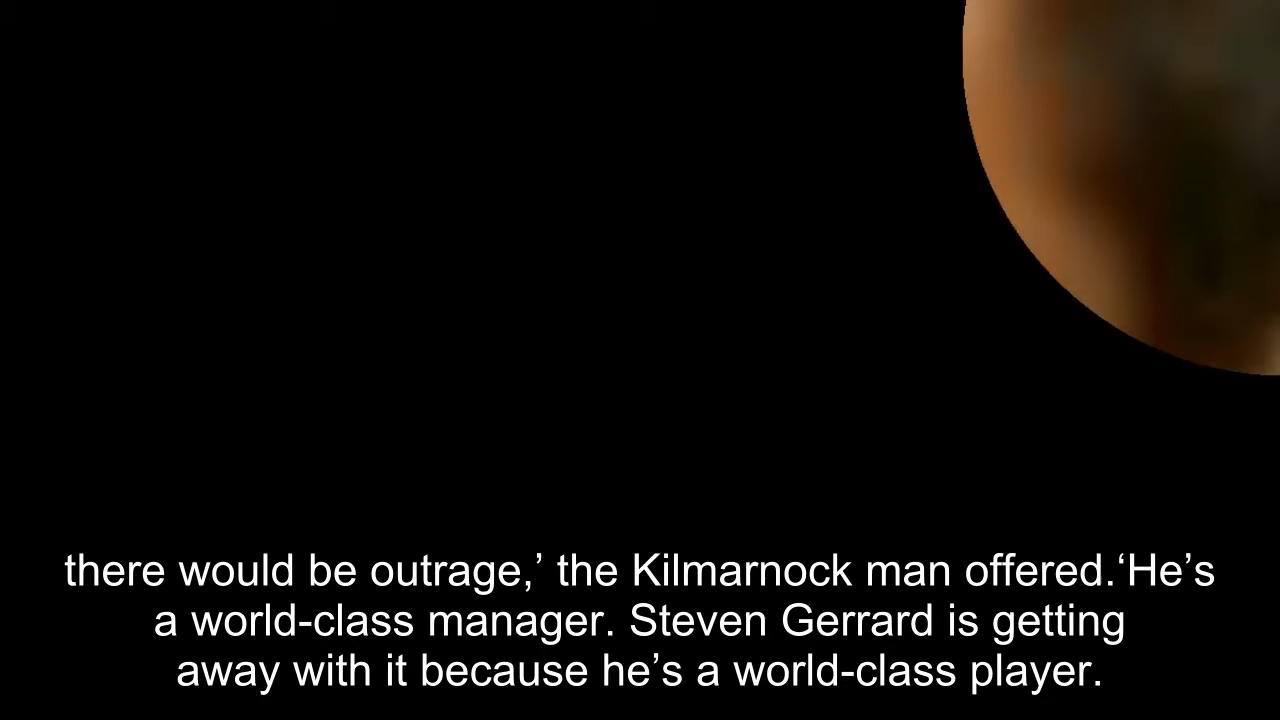 there would be outrage,’ the Kilmarnock man offered.‘He’s
a world-class manager. Steven Gerrard is getting
away with it because he’s a world-class player.